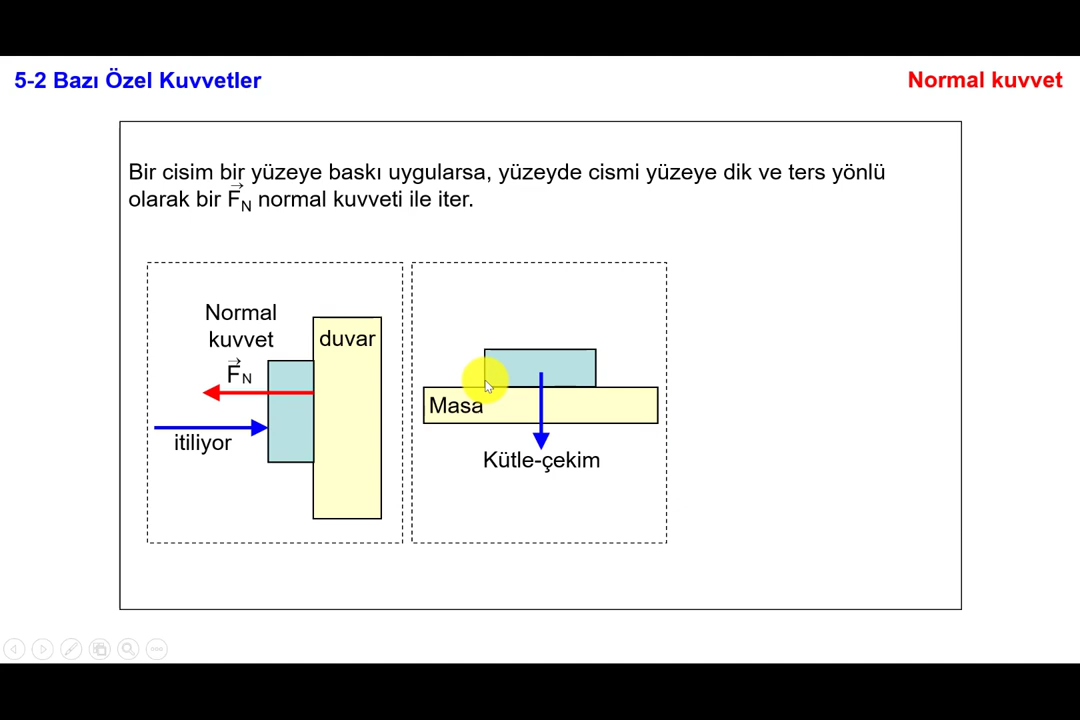 5-2 Bazı Özel Kuvvetler
Normal kuvvet
Bir cisim bir yüzeye baskı uygularsa, yüzeyde cismi yüzeye dik ve ters yönlü
olarak bir F⃗N normal kuvveti ile iter.
Normal
kuvvet
F⃗N
duvar
itiliyor
Masa
Kütle-çekim